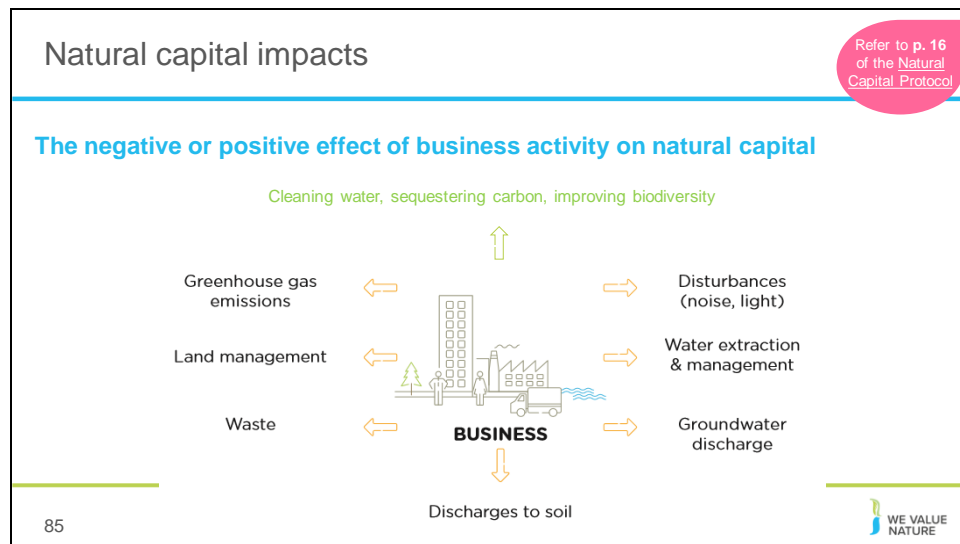 Natural capital impacts
Refer to p. 16
of the Natural
Capital Protocol
The negative or positive effect of business activity on natural capital
Cleaning water, sequestering carbon, improving biodiversity
Greenhouse gas
emissions
Land management
Waste
Disturbances
(noise, light)
Water extraction
& management
Groundwater
discharge
BUSINESS
Discharges to soil
85
WE VALUE
NATURE